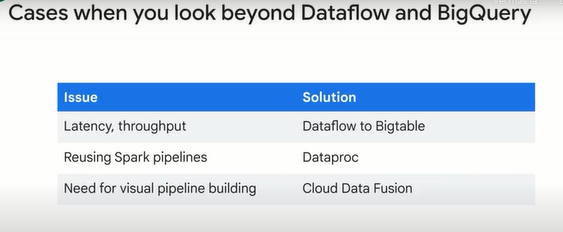 Cases when you look beyond Dataflow and BigQuery
Issue Solution
Latency, throughput Dataflow to Bigtable
Reusing Spark pipelines Dataproc
Need for visual pipeline building Cloud Data Fusion